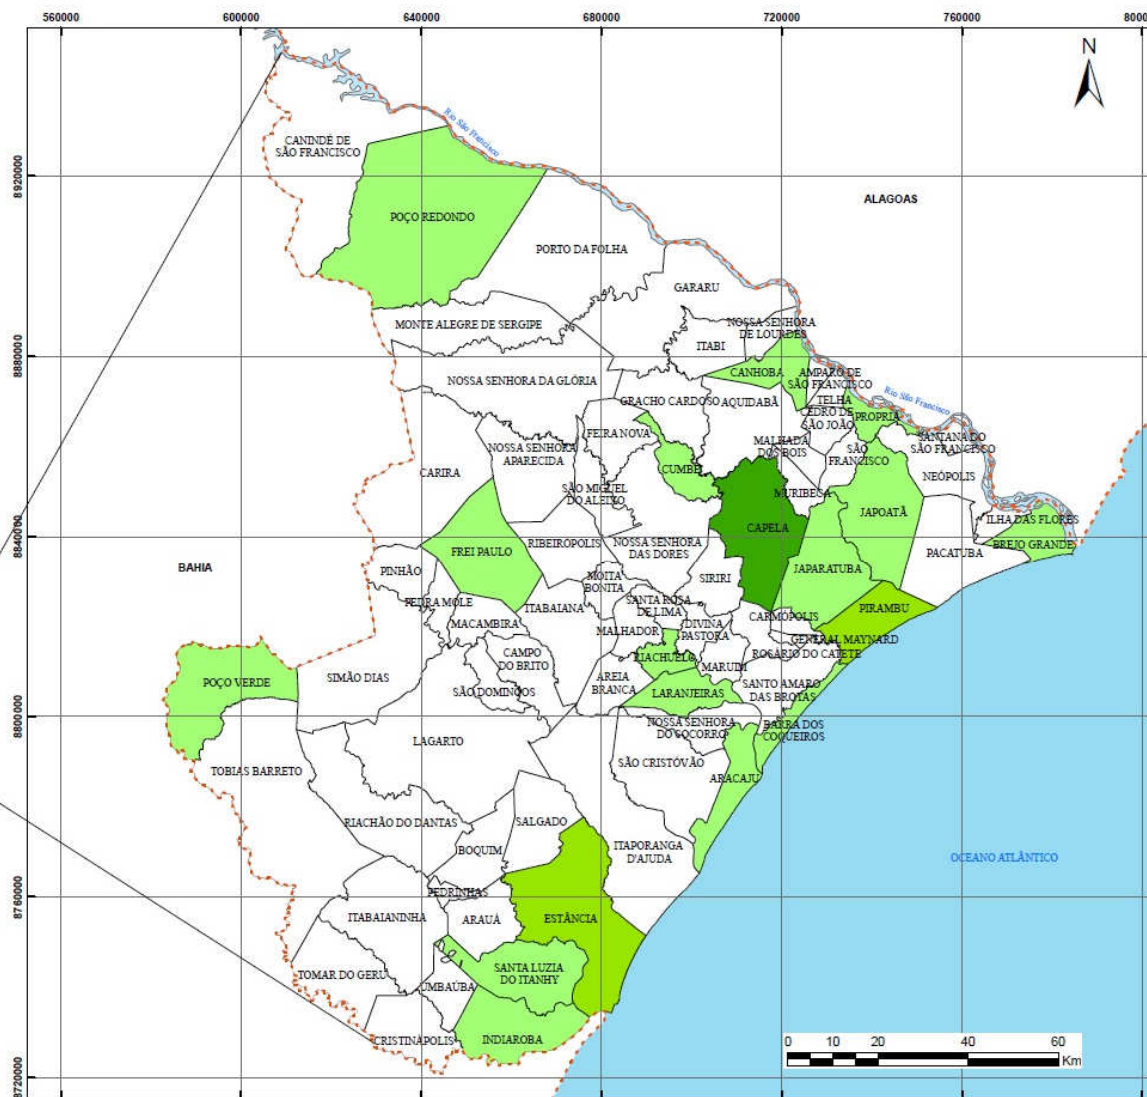 560000
600000
640000
680000
720000
760000
8000
N
Rio São Francisco
CANINDÉ DE
SÃO FRANCISCO
8920000
POÇO REDONDO
ALAGOAS
PORTO DA FOLHA
GARARU
MONTE ALEGRE DE SERGIPE
NOSSA SENHORA
DE LOURDES
ITABI
8880000
CANHOBA
AMPARO DE
SÃO FRANCISCO
NOSSA SENHORA DA GLÓRIA
Rio São Francisco
GRACHO CARDOSO
AQUIDABÃ
TELHA
CEDRO DE
SÃO JOÃO
PROPRIÁ
FEIRA NOVA
SANTANA DO
SÃO FRANCISCO
NOSSA SENHORA
APARECIDA
MALHADA
DOS BOIS
SÃO
FRANCISCO
CARIRA
CUMBE
NEÓPOLIS
SÃO MIGUEL
DO ALEIXO
MURIBECA
8840000
CAPELA
JAPOATÃ
ILHA DAS FLORES
BREJO GRANDE
FREI PAULO
RIBEIRÓPOLIS
NOSSA SENHORA
DAS DORES
PACATUBA
BAHIA
PINHÃO
JAPARATUBA
MOITA
BONITA
SIRIRI
PEDRA MOLE
ITABAIANA
SANTA ROSA
DE LIMA
PIRAMBU
MACAMBIRA
CARMÓPOLIS
MALHADOR
DIVINA
PASTORA
GENERAL MAYNARD
CAMPO
DO BRITO
ROSÁRIO DO CATETE
RIACHUELO
MARUIM
SIMÃO DIAS
POÇO VERDE
AREIA
BRANCA
SÃO DOMINGOS
LARANJEIRAS
SANTO AMARO
DAS BROTAS
8800000
NOSSA SENHORA
DO SOCORRO
BARRA DOS
COQUEIROS
LAGARTO
SÃO CRISTÓVÃO
TOBIAS BARRETO
ARACAJU
RIACHÃO DO DANTAS
SALGADO
BOQUIM
ITAPORANGA
D'AJUDA
OCEANO ATLÂNTICO
8760000
PEDRINHAS
ITABAIANINHA
ARAUÁ
ESTÂNCIA
TOMAR DO GERU
SANTA LUZIA
DO ITANHY
UMBAÚBA
CRISTINÁPOLIS
INDIAROBA
0 10 20 40 60
Km
8720000